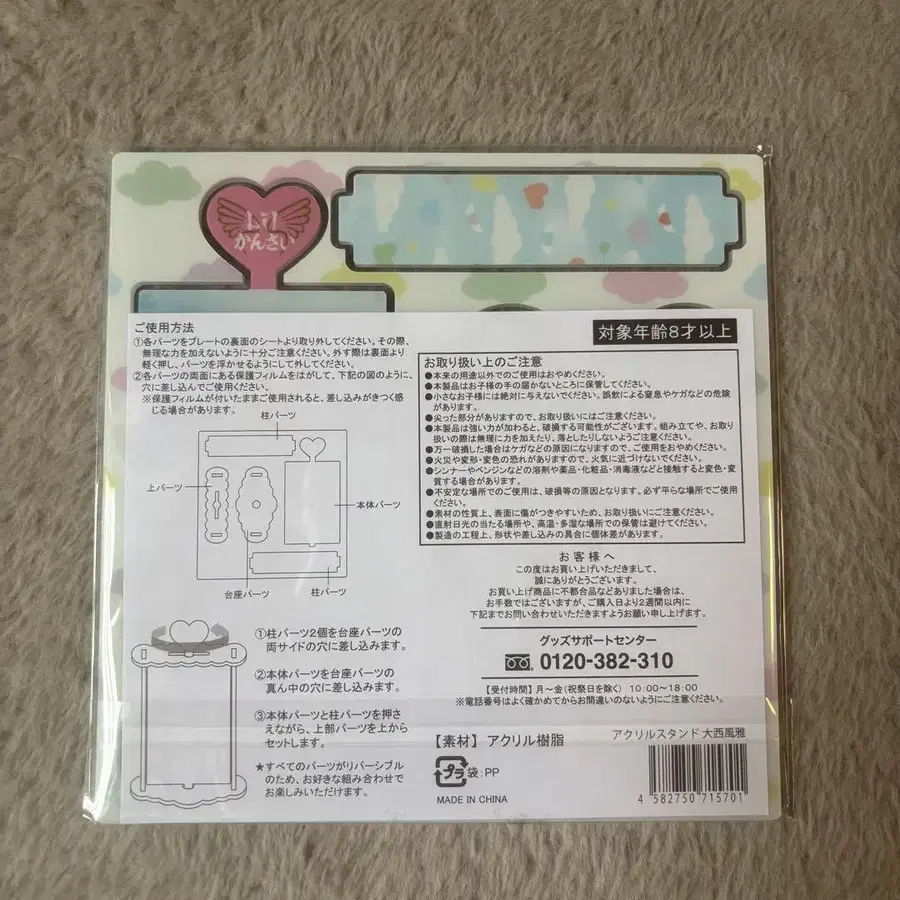 Lil
かんさい
ご使用方法
①各パーツをプレートの裏面のシートより取り外してください。その際、
無理な力を加えないように十分ご注意ください。外す際は裏面より
軽く押し、パーツを浮かせるようにして外してください。
②各パーツの両面にある保護フィルムをはがして、下記の図のように、
穴に差し込んでご使用ください。
※保護フィルムが付いたままご使用されると、差し込みがきつく感
じる場合があります。
柱パーツ
上パーツ
本体パーツ
台座パーツ
柱パーツ
①柱パーツ2個を台座パーツの
両サイドの穴に差し込みます。
②本体パーツを台座パーツの
真ん中の穴に差し込みます。
③本体パーツと柱パーツを押さ
えながら、上部パーツを上から
セットします。
★すべてのパーツがリバーシブル
のため、お好きな組み合わせで
お楽しみいただけます。
対象年齢8才以上
お取り扱い上のご注意
●本来の用途以外でのご使用はおやめください。
●本製品はお子様の手の届かないところに保管してください。
●小さなお子様には絶対に与えないでください。誤飲による窒息やケガなどの危険
があります。
●尖った部分がありますので、お取り扱いにはご注意ください。
●本製品は強い力が加わると、破損する可能性がございます。組み立てや、お取り
扱いの際は無理に力を加えたり、落としたりしないようご注意ください。
●万一破損した場合はケガなどの原因になりますので、ご使用をおやめください。
●火災や変形・変色の恐れがありますので、火気に近づけないでください。
●シンナーやベンジンなどの溶剤や薬品・化粧品・消毒液などと接触すると変色・変
質する場合があります。
●不安定な場所でのご使用は、破損等の原因となります。必ず平らな場所でご使用
ください。
●素材の性質上、表面に傷がつきやすいため、お取り扱いにご注意ください。
●直射日光の当たる場所や、高温・多湿な場所での保管は避けてください。
●製造の工程上、形状や差し込みの具合に個体差があります。
お客様へ
この度はお買い上げいただきまして、
誠にありがとうございます。
お買い上げ商品に不都合品などありました場合は、
お手数ではございますが、ご購入日より2週間以内に
下記までお問い合わせいただきますようお願い申し上げます。
グッズサポートセンター
0120-382-310
【受付時間】月〜金(祝祭日を除く) 10:00〜18:00
※電話番号はよく確かめてからお間違いのないようにご注意ください。
【素材】アクリル樹脂
プラ 袋:PP
MADE IN CHINA
アクリルスタンド 大西風雅
4 582750 715701